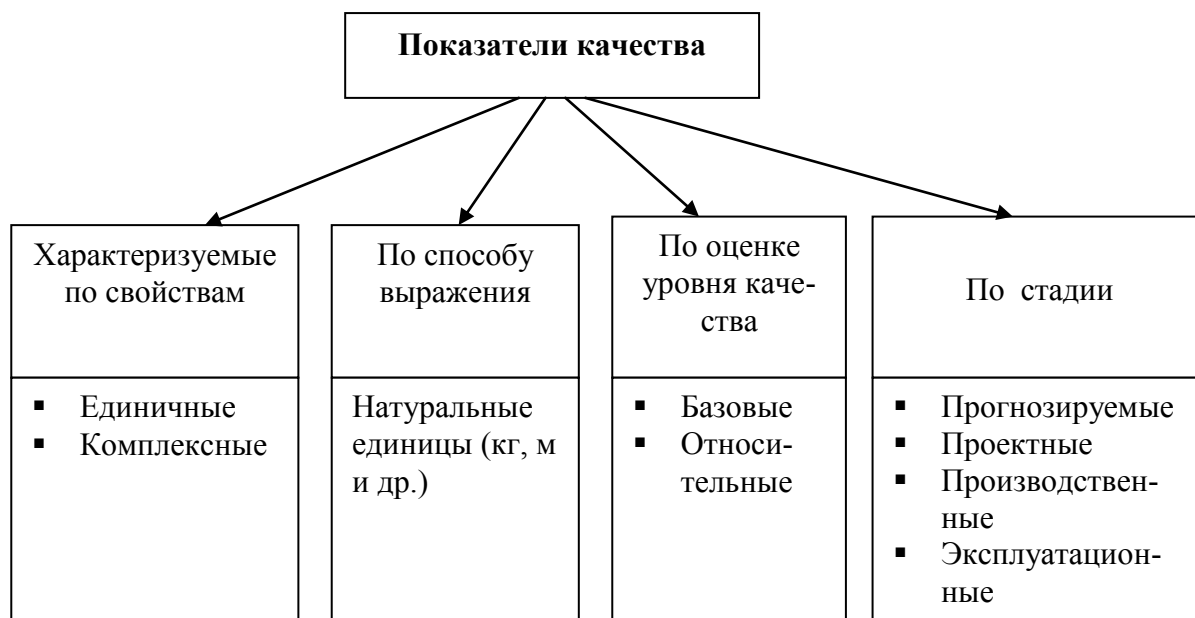 Показатели качества
Характеризуемые
по свойствам
По способу
выражения
По оценке
уровня каче-
ства
По стадии
▪ Единичные
▪ Комплексные
Натуральные
единицы (кг, м
и др.)
▪ Базовые
▪ Относи-
тельные
▪ Прогнозируемые
▪ Проектные
▪ Производствен-
ные
▪ Эксплуатацион-
ные